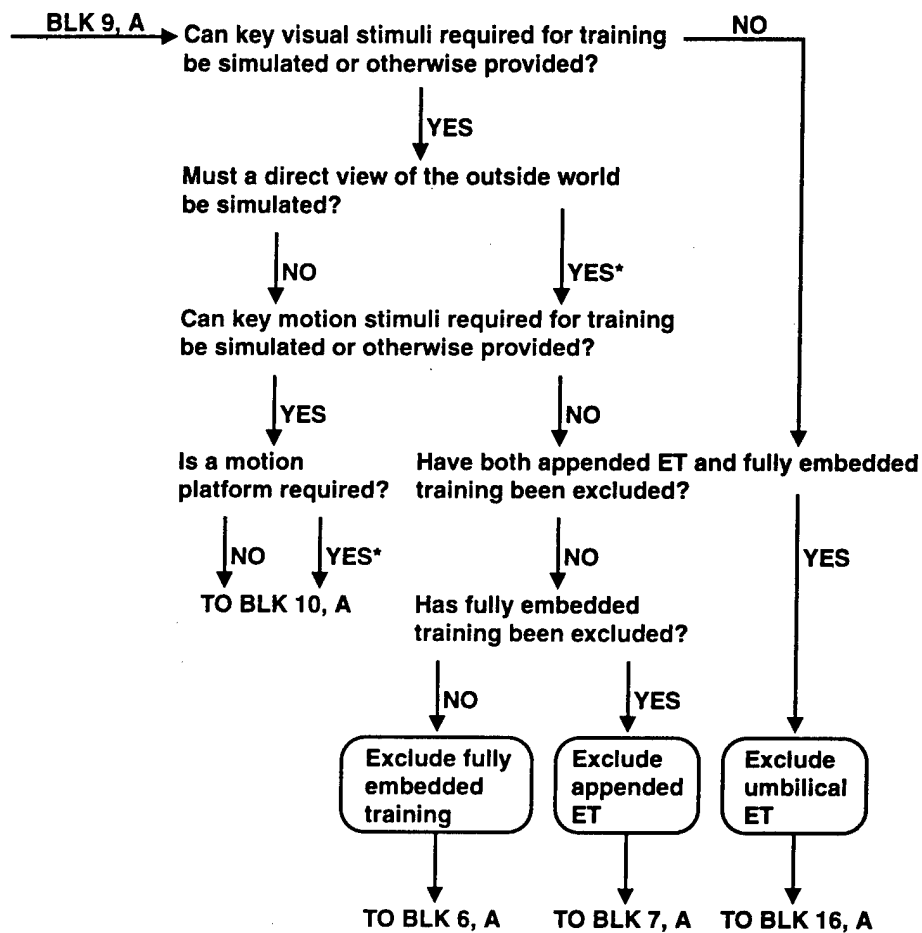 BLK 9, A
Can key visual stimuli required for training
be simulated or otherwise provided?
NO
YES
Must a direct view of the outside world
be simulated?
NO
YES*
Can key motion stimuli required for training
be simulated or otherwise provided?
YES
NO
Is a motion
platform required?
Have both appended ET and fully embedded
training been excluded?
NO
YES*
NO
YES
TO BLK 10, A
Has fully embedded
training been excluded?
NO
YES
Exclude fully
embedded
training
Exclude
appended
ET
Exclude
umbilical
ET
TO BLK 6, A
TO BLK 7, A
TO BLK 16, A